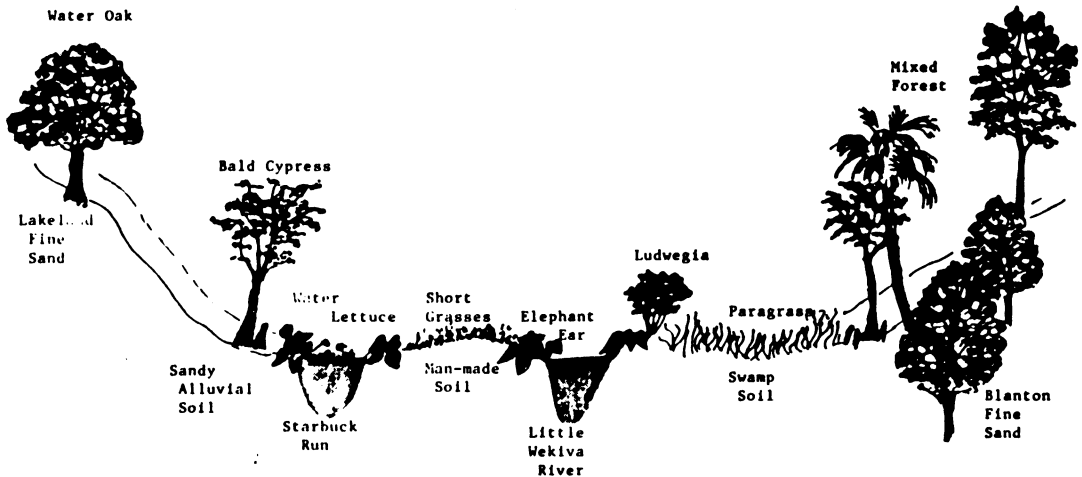 Water Oak
Mixed
Forest
Bald Cypress
Lakeland
Fine
Sand
Ludwegia
Water
Lettuce
Short
Grasses
Elephant
Ear
Paragrass
Sandy
Alluvial
Soil
Man-made
Soil
Swamp
Soil
Starbuck
Run
Little
Wekiva
River
Blanton
Fine
Sand